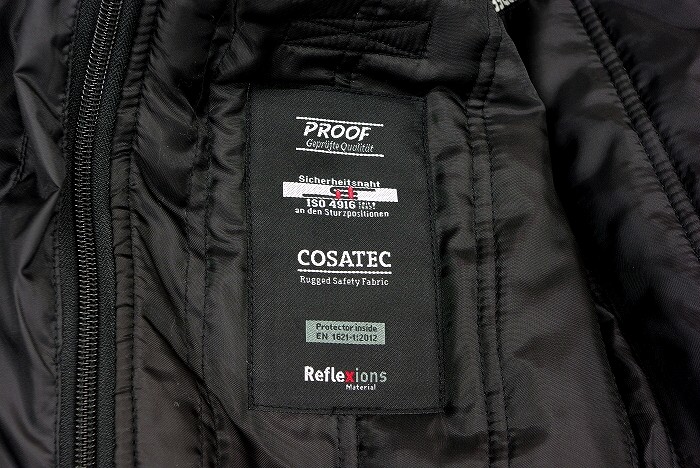 PROOF
Geprüfte Qualität
Sicherheitsnaht
ISO 4916
an den Sturzpositionen
COSATEC
Rugged Safety Fabric
Protector inside
EN 1621-1:2012
Reflexions
Material